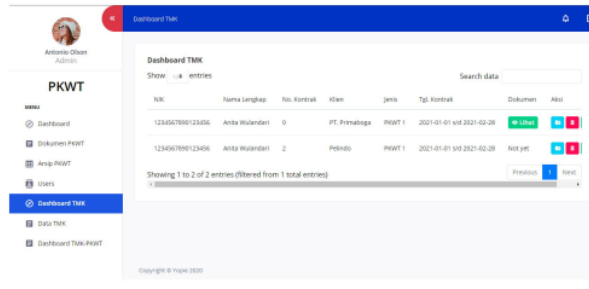 Dashboard TMK
Antonio Olson
Admin
PKWT
MENU
Dashboard
Dokumen PKWT
Arsip PKWT
Users
Dashboard TMK
Data TMK
Dashboard TMK-PKWT
Dashboard TMK
Show entries
Search data
NIK Nama Lengkap No. Kontrak Klien Jenis Tgl. Kontrak Dokumen Aksi
1234567890123456 Anita Wulandari 0 PT. Primaboga PKWT 1 2021-01-01 s/d 2021-02-28 Lihat
1234567890123456 Anita Wulandari 2 Pelindo PKWT 1 2021-01-01 s/d 2021-02-28 Not yet
Showing 1 to 2 of 2 entries (filtered from 1 total entries)
Previous 1 Next
Copyright © Yopie 2020